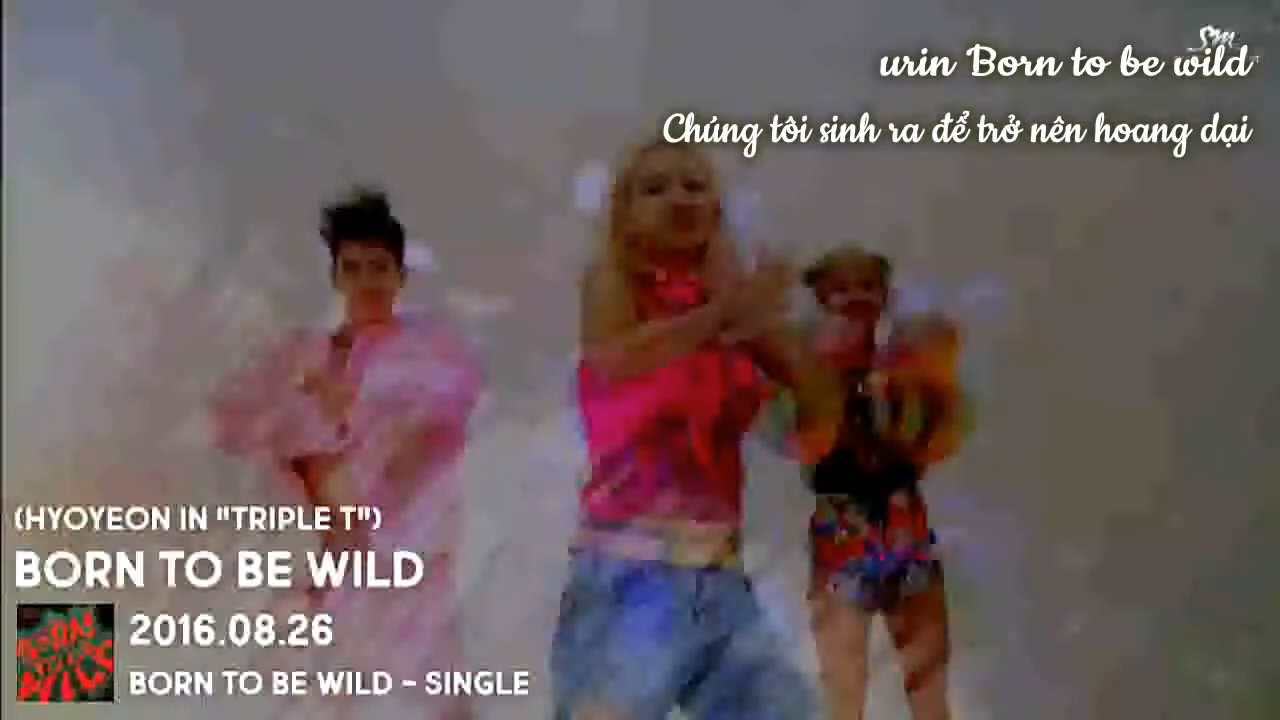 SM
urin Born to be wild
Chúng tôi sinh ra để trở nên hoang dại
(HYOYEON IN "TRIPLE T")
BORN TO BE WILD
2016.08.26
BORN TO BE WILD - SINGLE